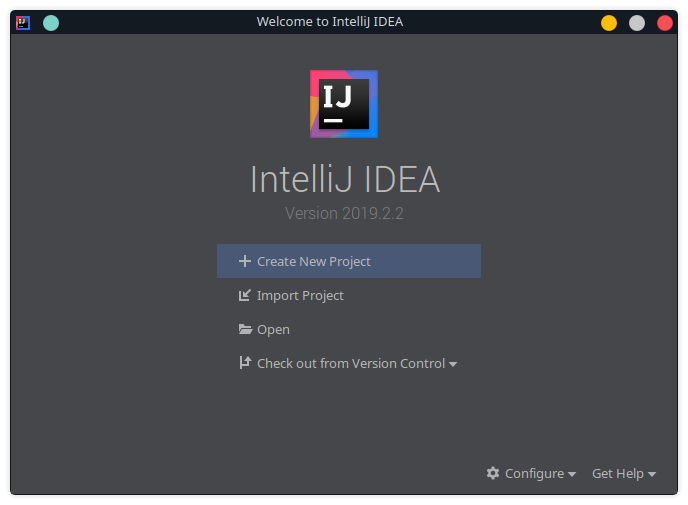 Welcome to IntelliJ IDEA
IJ
IntelliJ IDEA
Version 2019.2.2
Create New Project
Import Project
Open
Check out from Version Control
Configure
Get Help